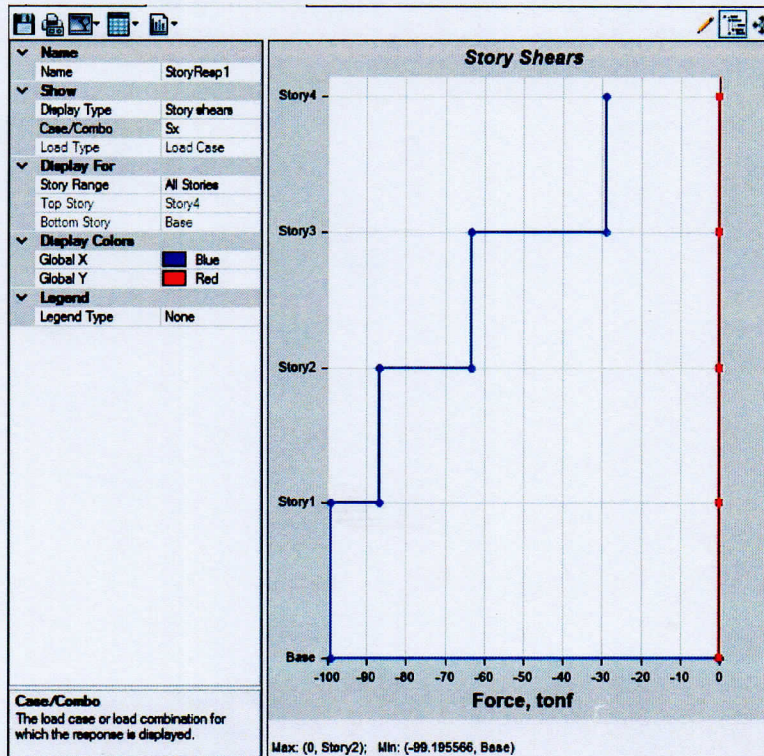 Name
Name StoryResp1
Show
Display Type Story shears
Case/Combo Sx
Load Type Load Case
Display For
Story Range All Stories
Top Story Story4
Bottom Story Base
Display Colors
Global X Blue
Global Y Red
Legend
Legend Type None
Case/Combo
The load case or load combination for
which the response is displayed.
Story Shears
Story4
Story3
Story2
Story1
Base
-100 -90 -80 -70 -60 -50 -40 -30 -20 -10 0
Force, tonf
Max: (0, Story2); Min: (-99.195566, Base)